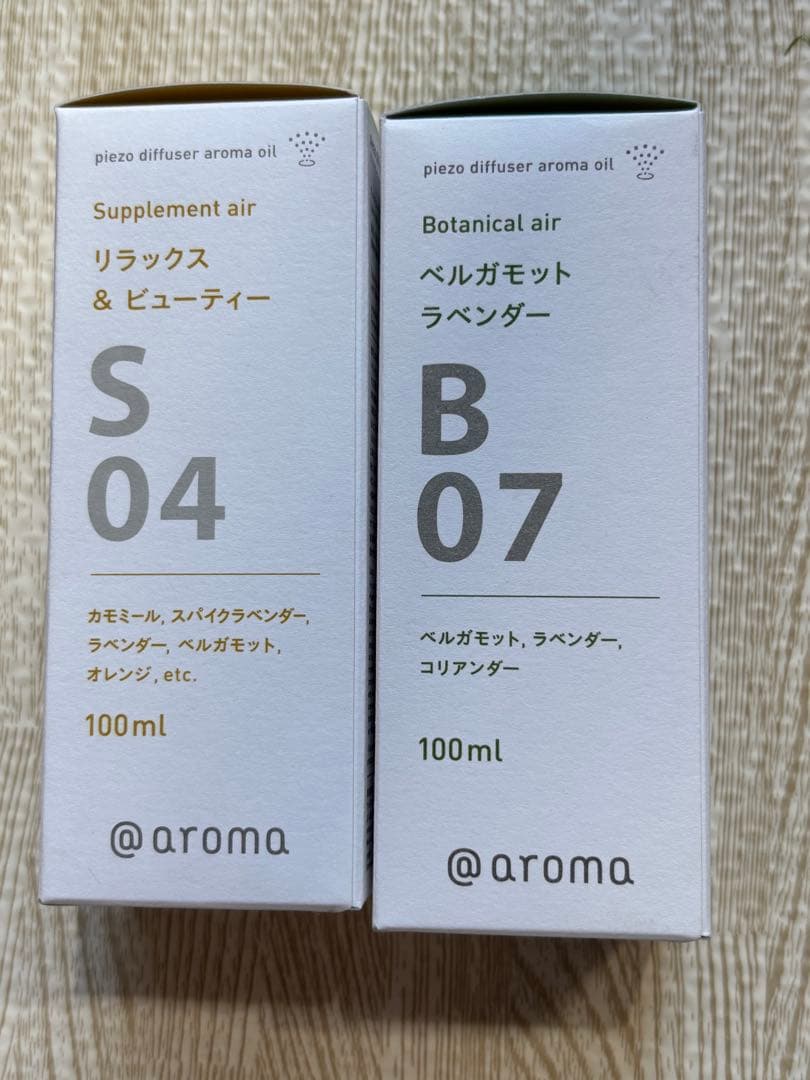 piezo diffuser aroma oil
Supplement air
リラックス
& ビューティー
S
04
カモミール, スパイクラベンダー,
ラベンダー, ベルガモット,
オレンジ, etc.
100ml
@aroma
piezo diffuser aroma oil
Botanical air
ベルガモット
ラベンダー
B
07
ベルガモット, ラベンダー,
コリアンダー
100ml
@aroma